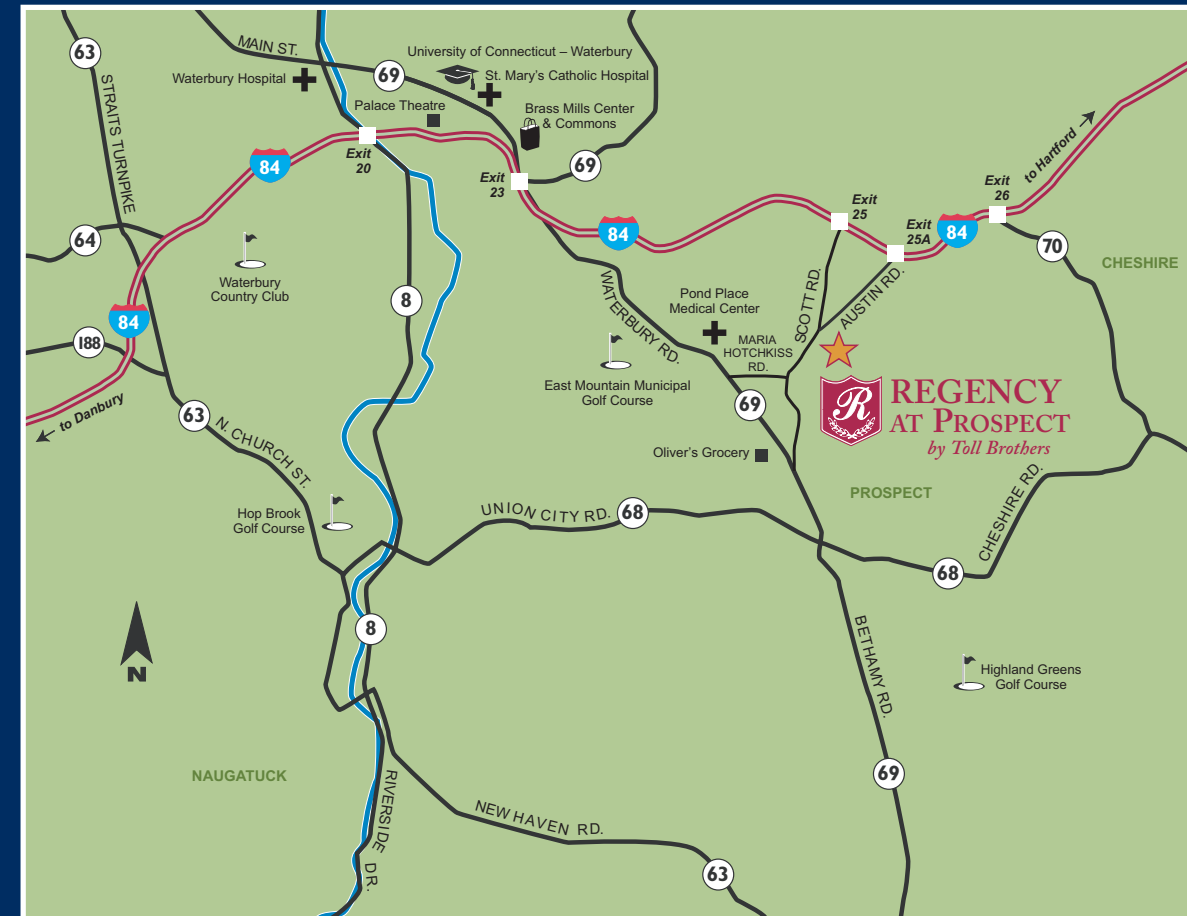 63
MAIN ST.
University of Connecticut – Waterbury
Waterbury Hospital
69
St. Mary's Catholic Hospital
STRAITS TURNPIKE
Palace Theatre
Brass Mills Center
& Commons
to Hartford
Exit
20
84
Exit
23
69
Exit
25
Exit
26
64
84
Exit
25A
84
70
CHESHIRE
Waterbury
Country Club
8
WATERBURY RD.
Pond Place
Medical Center
SCOTT RD.
AUSTIN RD.
84
188
MARIA
HOTCHKISS
RD.
East Mountain Municipal
Golf Course
to Danbury
63
N. CHURCH ST.
69
R
REGENCY
AT PROSPECT
by Toll Brothers
Oliver's Grocery
PROSPECT
Hop Brook
Golf Course
UNION CITY RD.
68
CHESHIRE RD.
68
8
N
BETHAMY RD.
Highland Greens
Golf Course
NAUGATUCK
69
RIVERSIDE DR.
NEW HAVEN RD.
63